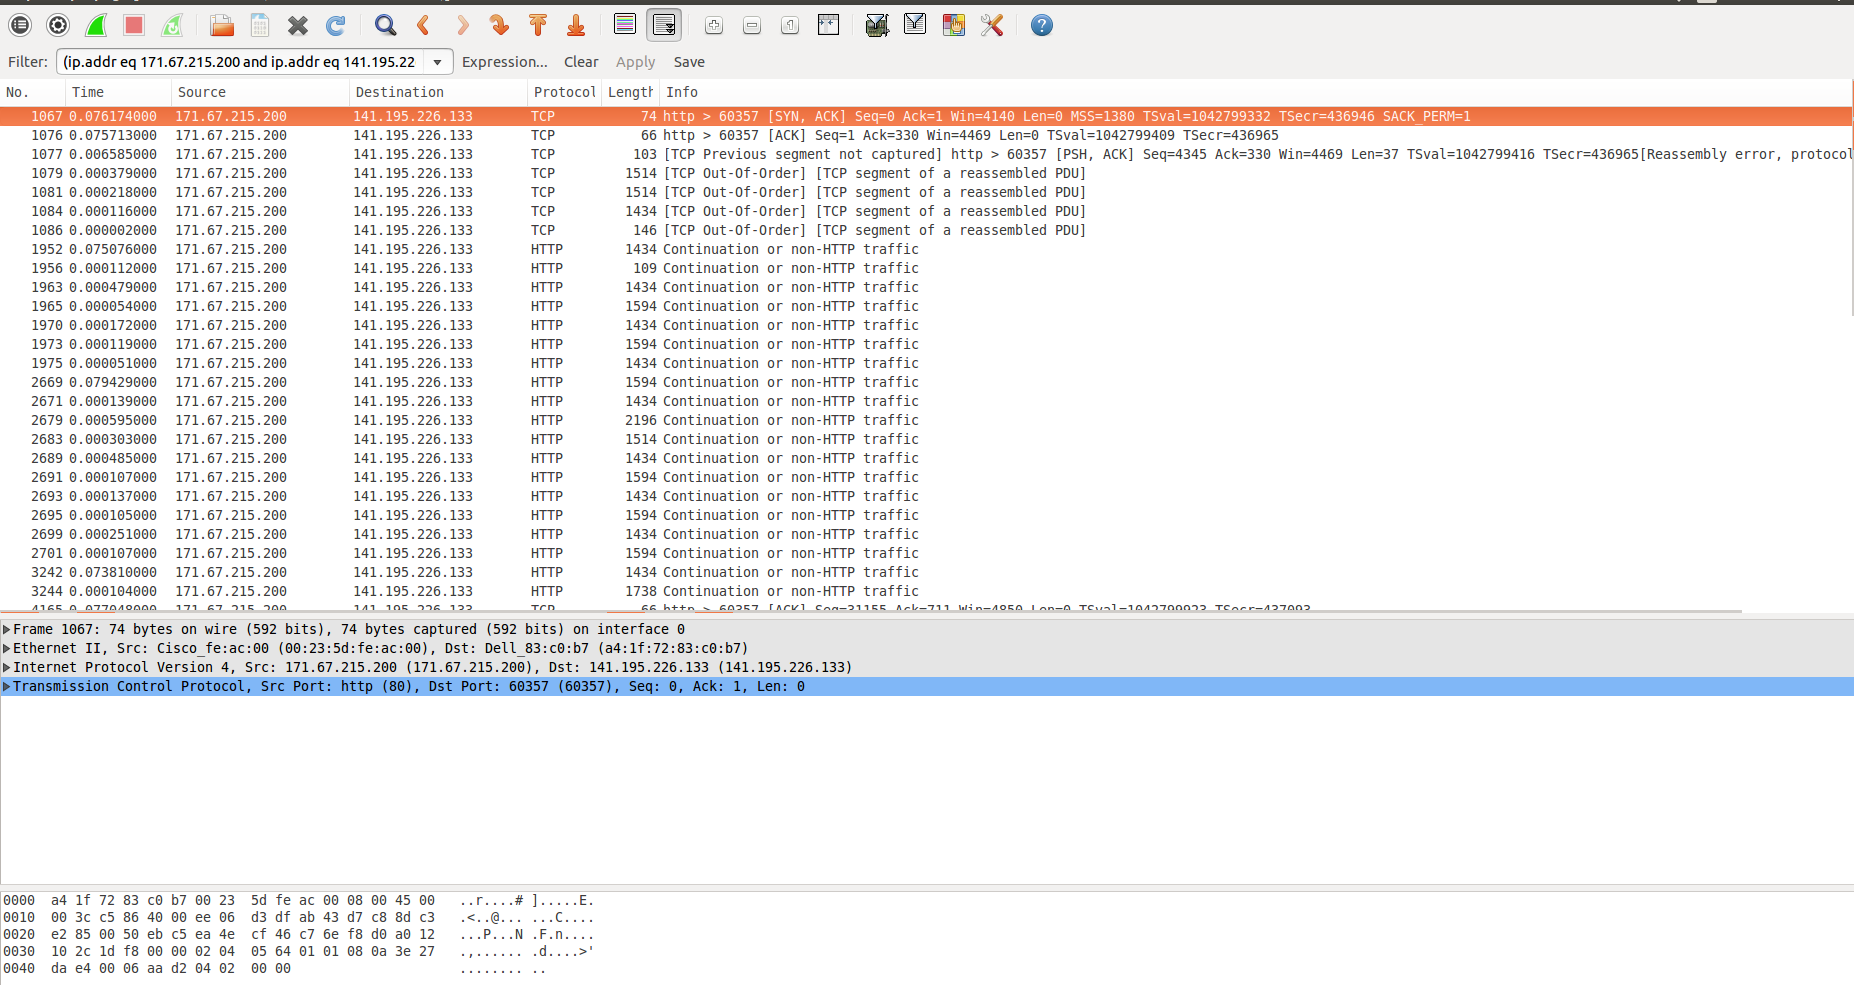 Filter: (ip.addr eq 171.67.215.200 and ip.addr eq 141.195.22 Expression... Clear Apply Save
No. Time Source Destination Protocol Length Info
1067 0.076174000 171.67.215.200 141.195.226.133 TCP 74 http > 60357 [SYN, ACK] Seq=0 Ack=1 Win=4140 Len=0 MSS=1380 TSval=1042799332 TSecr=436946 SACK_PERM=1
1076 0.075713000 171.67.215.200 141.195.226.133 TCP 66 http > 60357 [ACK] Seq=1 Ack=330 Win=4469 Len=0 TSval=1042799409 TSecr=436965
1077 0.006585000 171.67.215.200 141.195.226.133 TCP 103 [TCP Previous segment not captured] http > 60357 [PSH, ACK] Seq=4345 Ack=330 Win=4469 Len=37 TSval=1042799416 TSecr=436965[Reassembly error, protocol
1079 0.000379000 171.67.215.200 141.195.226.133 TCP 1514 [TCP Out-Of-Order] [TCP segment of a reassembled PDU]
1081 0.000218000 171.67.215.200 141.195.226.133 TCP 1514 [TCP Out-Of-Order] [TCP segment of a reassembled PDU]
1084 0.000116000 171.67.215.200 141.195.226.133 TCP 1434 [TCP Out-Of-Order] [TCP segment of a reassembled PDU]
1086 0.000002000 171.67.215.200 141.195.226.133 TCP 146 [TCP Out-Of-Order] [TCP segment of a reassembled PDU]
1952 0.075076000 171.67.215.200 141.195.226.133 HTTP 1434 Continuation or non-HTTP traffic
1956 0.000112000 171.67.215.200 141.195.226.133 HTTP 109 Continuation or non-HTTP traffic
1963 0.000479000 171.67.215.200 141.195.226.133 HTTP 1434 Continuation or non-HTTP traffic
1965 0.000054000 171.67.215.200 141.195.226.133 HTTP 1594 Continuation or non-HTTP traffic
1970 0.000172000 171.67.215.200 141.195.226.133 HTTP 1434 Continuation or non-HTTP traffic
1973 0.000119000 171.67.215.200 141.195.226.133 HTTP 1594 Continuation or non-HTTP traffic
1975 0.000051000 171.67.215.200 141.195.226.133 HTTP 1434 Continuation or non-HTTP traffic
2669 0.079429000 171.67.215.200 141.195.226.133 HTTP 1594 Continuation or non-HTTP traffic
2671 0.000139000 171.67.215.200 141.195.226.133 HTTP 1434 Continuation or non-HTTP traffic
2679 0.000595000 171.67.215.200 141.195.226.133 HTTP 2196 Continuation or non-HTTP traffic
2683 0.000303000 171.67.215.200 141.195.226.133 HTTP 1514 Continuation or non-HTTP traffic
2689 0.000485000 171.67.215.200 141.195.226.133 HTTP 1434 Continuation or non-HTTP traffic
2691 0.000107000 171.67.215.200 141.195.226.133 HTTP 1594 Continuation or non-HTTP traffic
2693 0.000137000 171.67.215.200 141.195.226.133 HTTP 1434 Continuation or non-HTTP traffic
2695 0.000105000 171.67.215.200 141.195.226.133 HTTP 1594 Continuation or non-HTTP traffic
2699 0.000251000 171.67.215.200 141.195.226.133 HTTP 1434 Continuation or non-HTTP traffic
2701 0.000107000 171.67.215.200 141.195.226.133 HTTP 1594 Continuation or non-HTTP traffic
3242 0.073810000 171.67.215.200 141.195.226.133 HTTP 1434 Continuation or non-HTTP traffic
3244 0.000104000 171.67.215.200 141.195.226.133 HTTP 1738 Continuation or non-HTTP traffic
4165 0.077048000 171.67.215.200 141.195.226.133 TCP 66 http > 60357 [ACK] Seq=31155 Ack=711 Win=4850 Len=0 TSval=1042799923 TSecr=437093
Frame 1067: 74 bytes on wire (592 bits), 74 bytes captured (592 bits) on interface 0
Ethernet II, Src: Cisco_fe:ac:00 (00:23:5d:fe:ac:00), Dst: Dell_83:c0:b7 (a4:1f:72:83:c0:b7)
Internet Protocol Version 4, Src: 171.67.215.200 (171.67.215.200), Dst: 141.195.226.133 (141.195.226.133)
Transmission Control Protocol, Src Port: http (80), Dst Port: 60357 (60357), Seq: 0, Ack: 1, Len: 0
0000 a4 1f 72 83 c0 b7 00 23 5d fe ac 00 08 00 45 00 ..r....# ].....E.
0010 00 3c c5 86 40 00 ee 06 d3 df ab 43 d7 c8 8d c3 .<..@... ...C....
0020 e2 85 00 50 eb c5 ea 4e cf 46 c7 6e f8 d0 a0 12 ...P...N .F.n....
0030 10 2c 1d f8 00 00 02 04 05 64 01 01 08 0a 3e 27 .,...... .d....>'
0040 da e4 00 06 aa d2 04 02 00 00 ........ ..